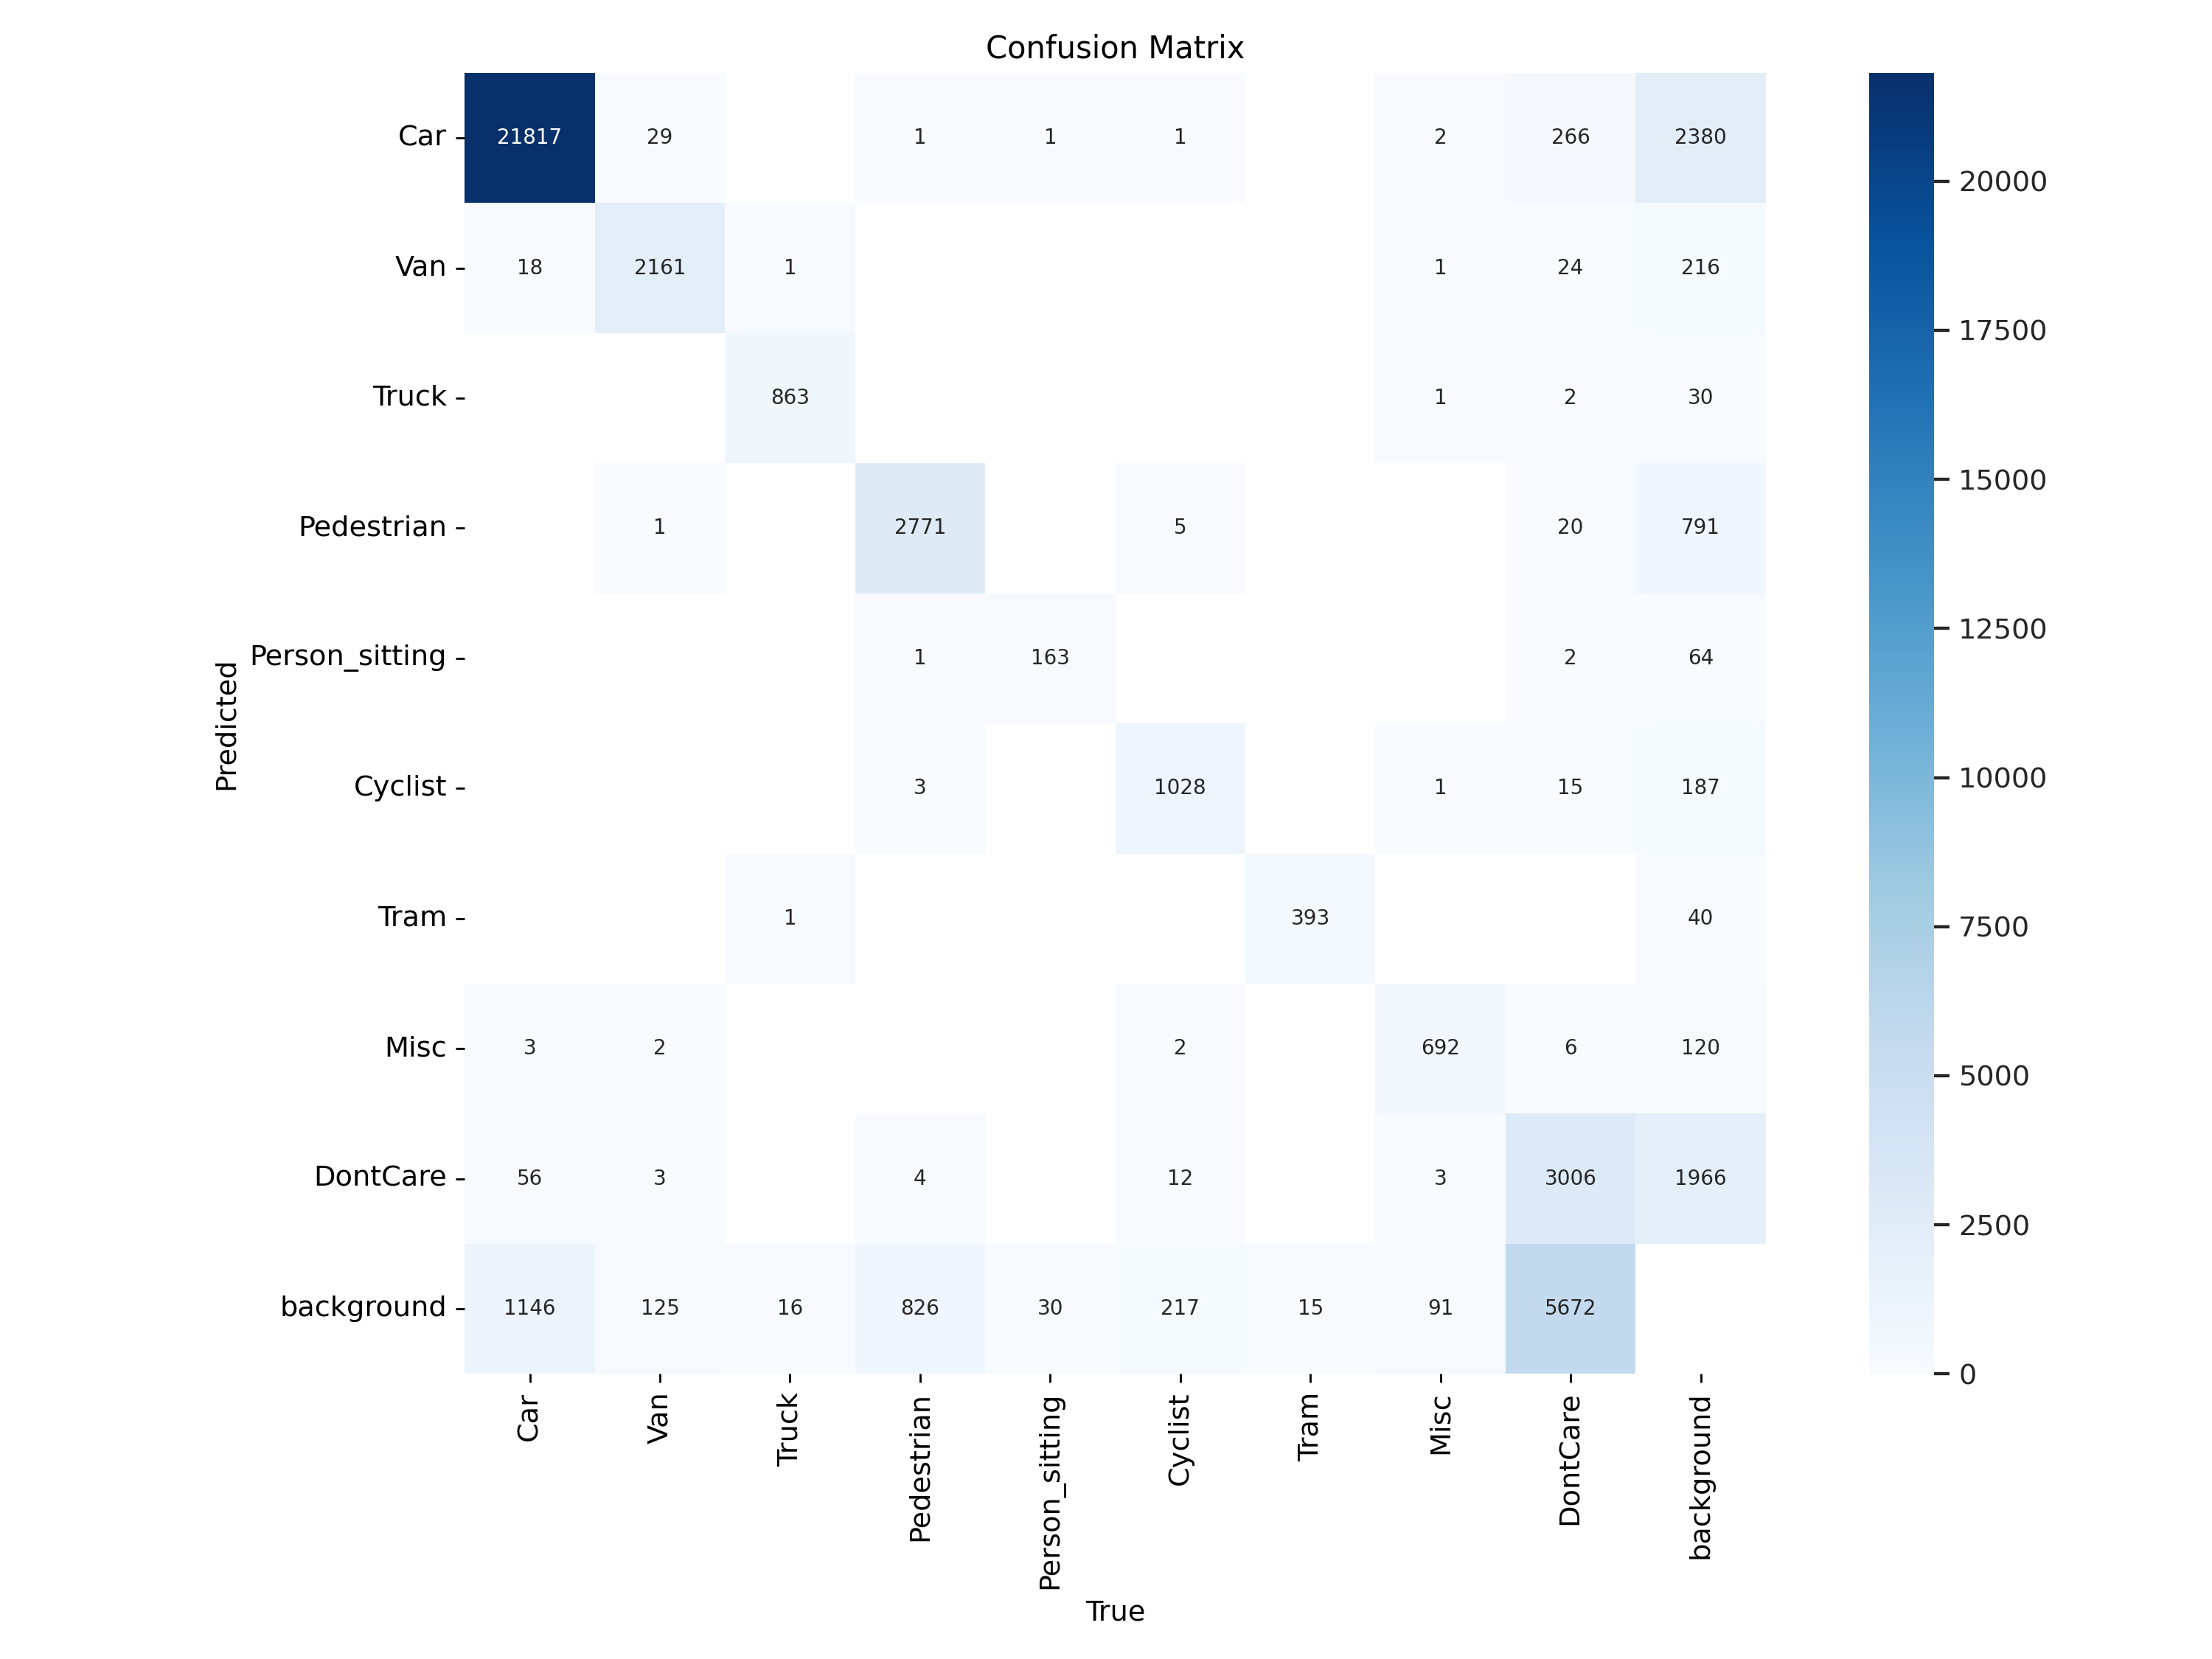 Confusion Matrix
Car 21817 29 1 1 1 2 266 2380
Van 18 2161 1 1 24 216
Truck 863 1 2 30
Pedestrian 1 2771 5 20 791
Person_sitting 1 163 2 64
Cyclist 3 1028 1 15 187
Tram 1 393 40
Misc 3 2 2 692 6 120
DontCare 56 3 4 12 3 3006 1966
background 1146 125 16 826 30 217 15 91 5672
Predicted
Car Van Truck Pedestrian Person_sitting Cyclist Tram Misc DontCare background
True
20000
17500
15000
12500
10000
7500
5000
2500
0